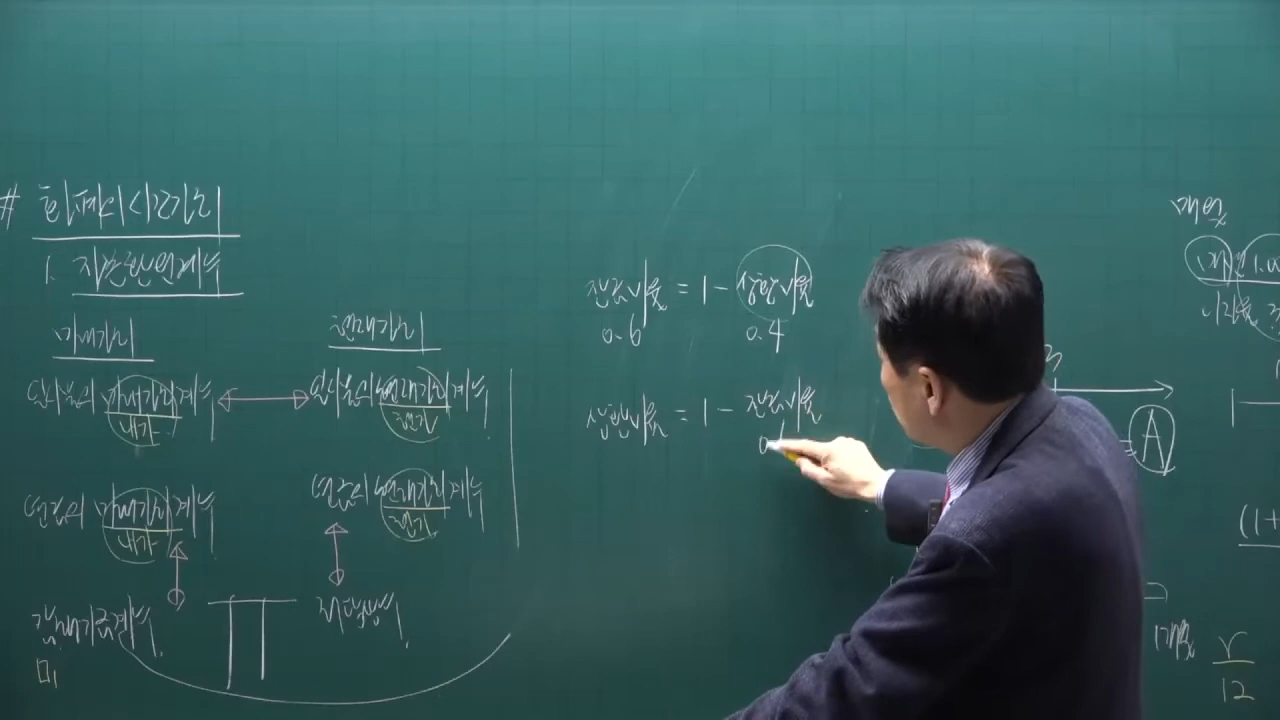 # 화폐의 시간가치
1. 자본환원계수
미래가치
현재가치
일시불의 미래가치계수
내가
일시불의 현재가치계수
현가
연금의 미래가치계수
내가
연금의 현재가치계수
현가
감채기금계수
저당상수
잔금비율 = 1 - 상환비율
0.6
0.4
상환비율 = 1 - 잔금비율
0.
매월
A
(1+
r
12